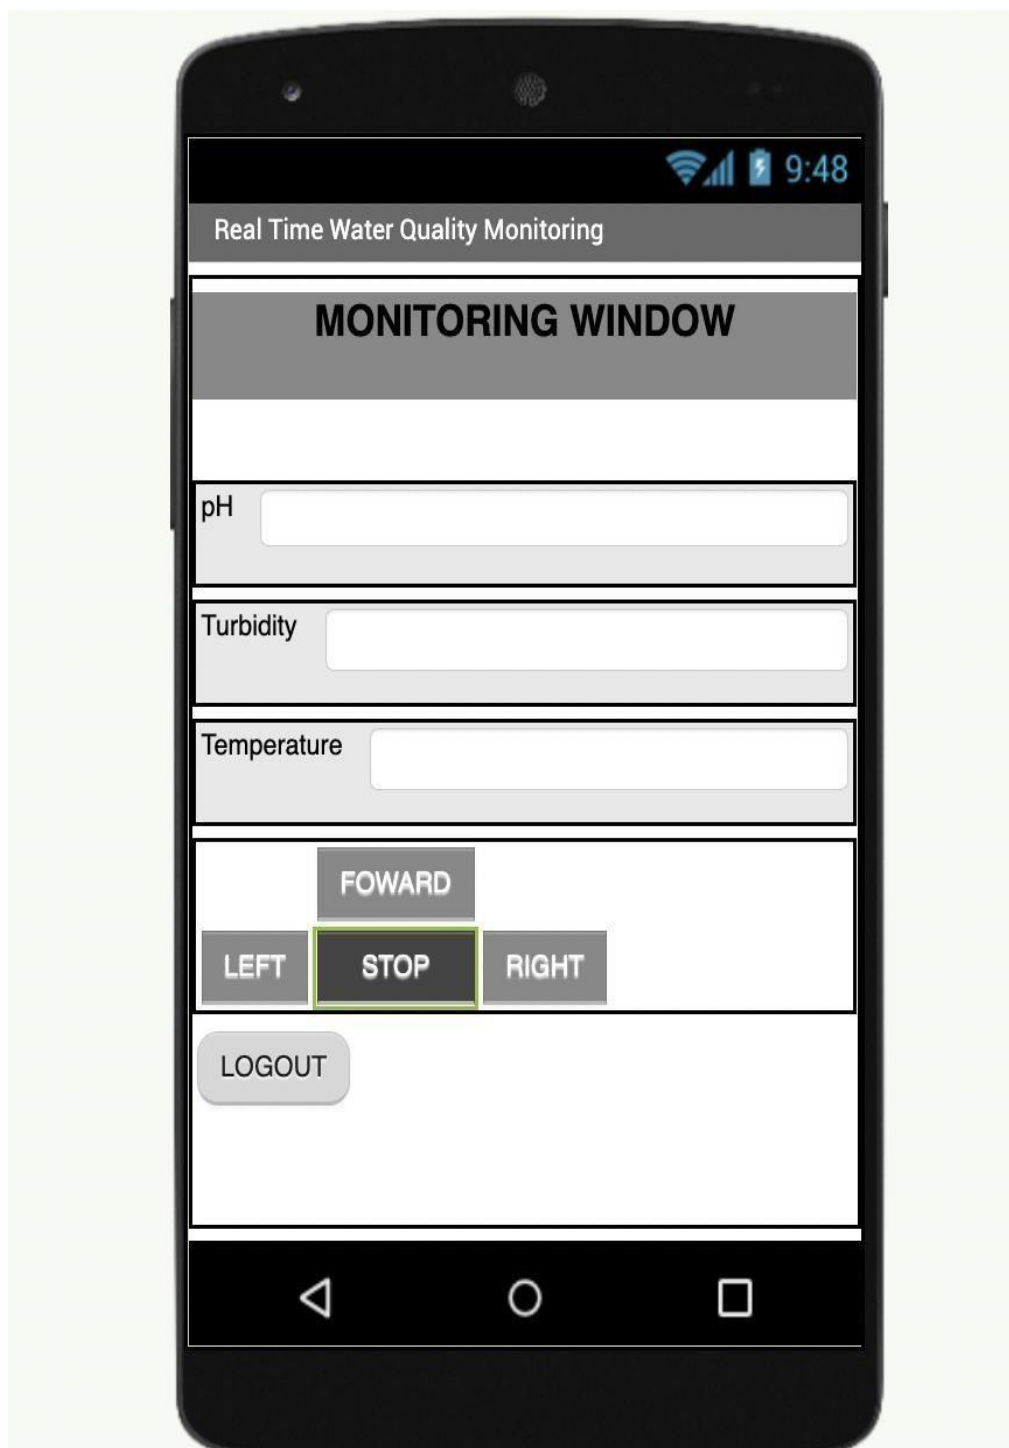 9:48
Real Time Water Quality Monitoring
MONITORING WINDOW
pH
Turbidity
Temperature
FOWARD
LEFT STOP RIGHT
LOGOUT